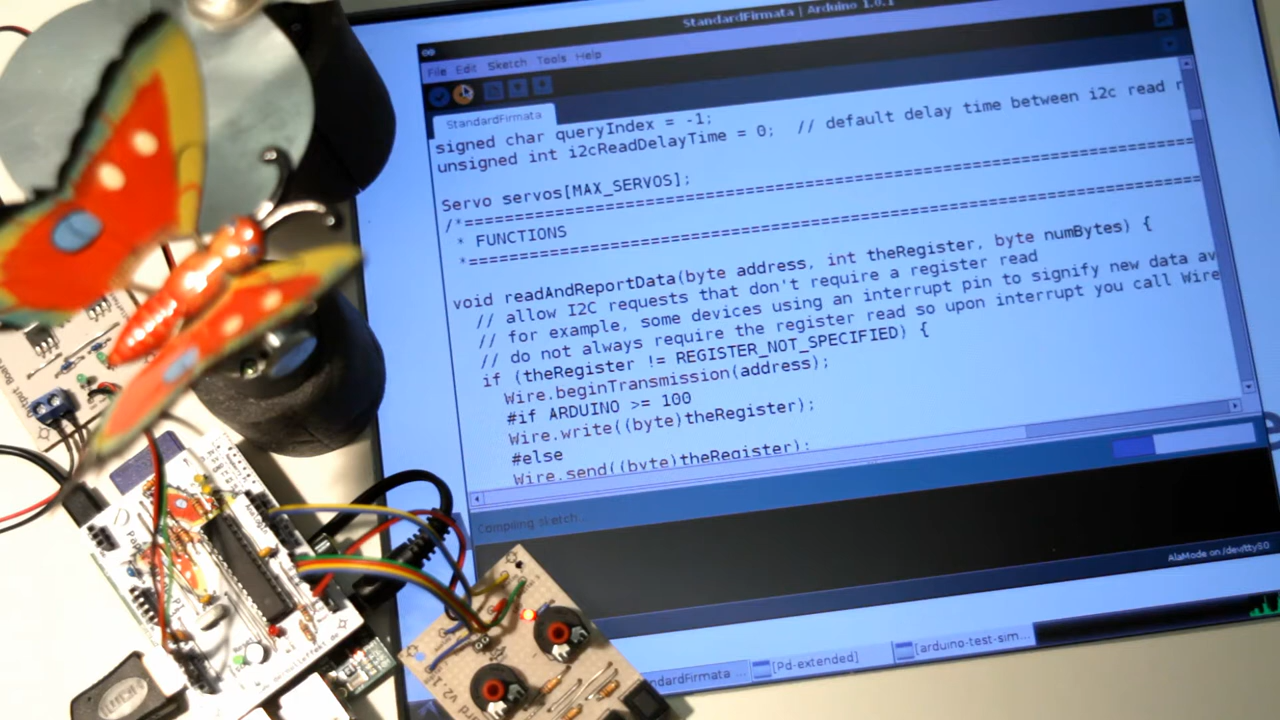 StandardFirmata | Arduino 1.0.1
File Edit Sketch Tools Help
StandardFirmata
signed char queryIndex = -1;
unsigned int i2cReadDelayTime = 0;  // default delay time between i2c read r
Servo servos[MAX_SERVOS];
/*==============================================================================
 * FUNCTIONS
 *==============================================================================
void readAndReportData(byte address, int theRegister, byte numBytes) {
// allow I2C requests that don't require a register read
// for example, some devices using an interrupt pin to signify new data av
// do not always require the register read so upon interrupt you call Wire
if (theRegister != REGISTER_NOT_SPECIFIED) {
Wire.beginTransmission(address);
#if ARDUINO >= 100
Wire.write((byte)theRegister);
#else
Wire.send((byte)theRegister);
Compiling sketch...
AlaMode on /dev/ttyS0
ndardFirmata ...
[Pd-extended]
[arduino-test-sim...
v2.1